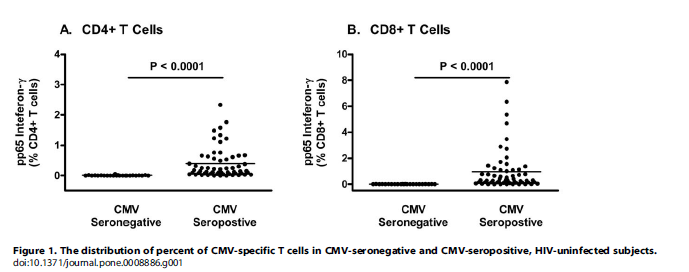 A. CD4+ T Cells
4
3
2
1
0
pp65 Inteferon-γ
(% CD4+ T cells)
P < 0.0001
CMV
Seronegative
CMV
Seropostive
B. CD8+ T Cells
10
8
6
4
2
0
pp65 Inteferon-γ
(% CD8+ T cells)
P <0.0001
CMV
Seronegative
CMV
Seropostive
Figure 1. The distribution of percent of CMV-specific T cells in CMV-seronegative and CMV-seropositive, HIV-uninfected subjects.
doi:10.1371/journal.pone.0008886.g001